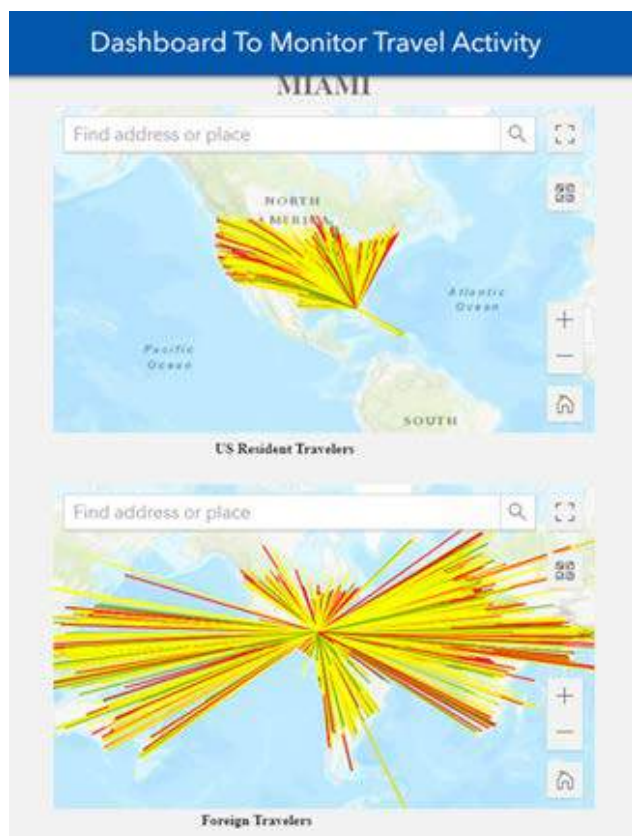 Dashboard To Monitor Travel Activity
MIAMI
Find address or place
NORTH
AMERICA
Atlantic
Ocean
Pacific
Ocean
SOUTH
US Resident Travelers
Find address or place
Foreign Travelers